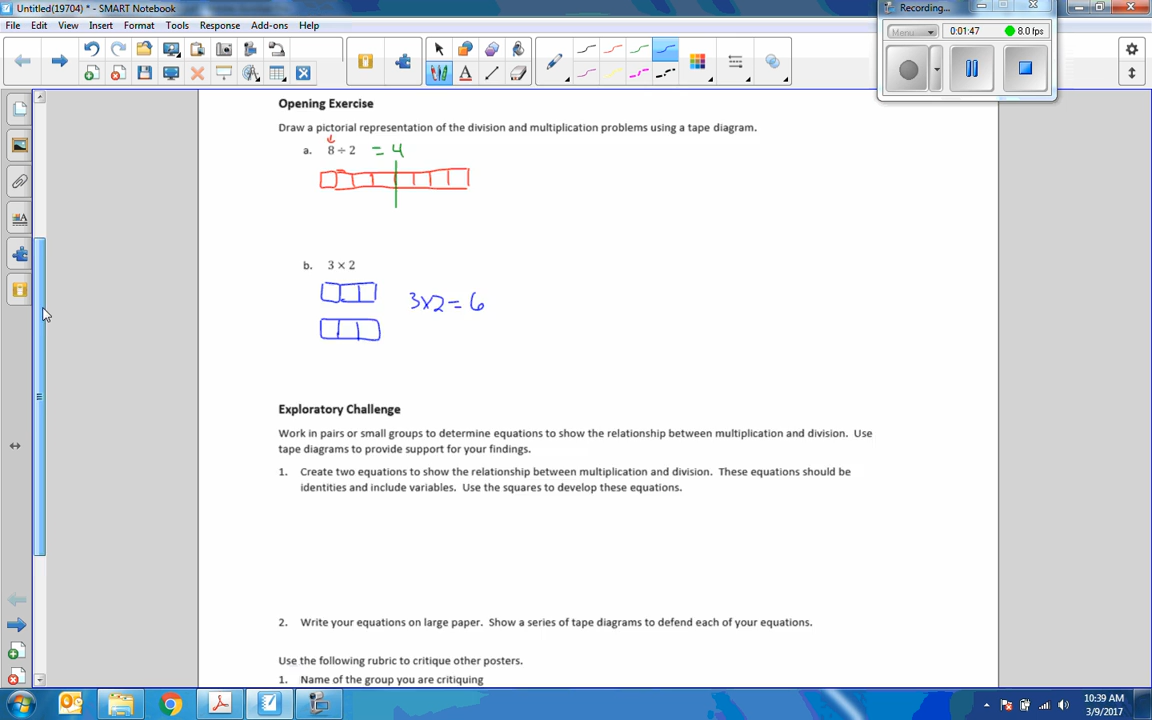 Untitled(19704) * - SMART Notebook
Recording...
File Edit View Insert Format Tools Response Add-ons Help
Menu
0:01:47
8.0 fps
Opening Exercise
Draw a pictorial representation of the division and multiplication problems using a tape diagram.
a. 8 ÷ 2 = 4
b. 3 × 2
3x2 = 6
Exploratory Challenge
Work in pairs or small groups to determine equations to show the relationship between multiplication and division. Use
tape diagrams to provide support for your findings.
1. Create two equations to show the relationship between multiplication and division. These equations should be
identities and include variables. Use the squares to develop these equations.
2. Write your equations on large paper. Show a series of tape diagrams to defend each of your equations.
Use the following rubric to critique other posters.
1. Name of the group you are critiquing
10:39 AM
3/9/2017